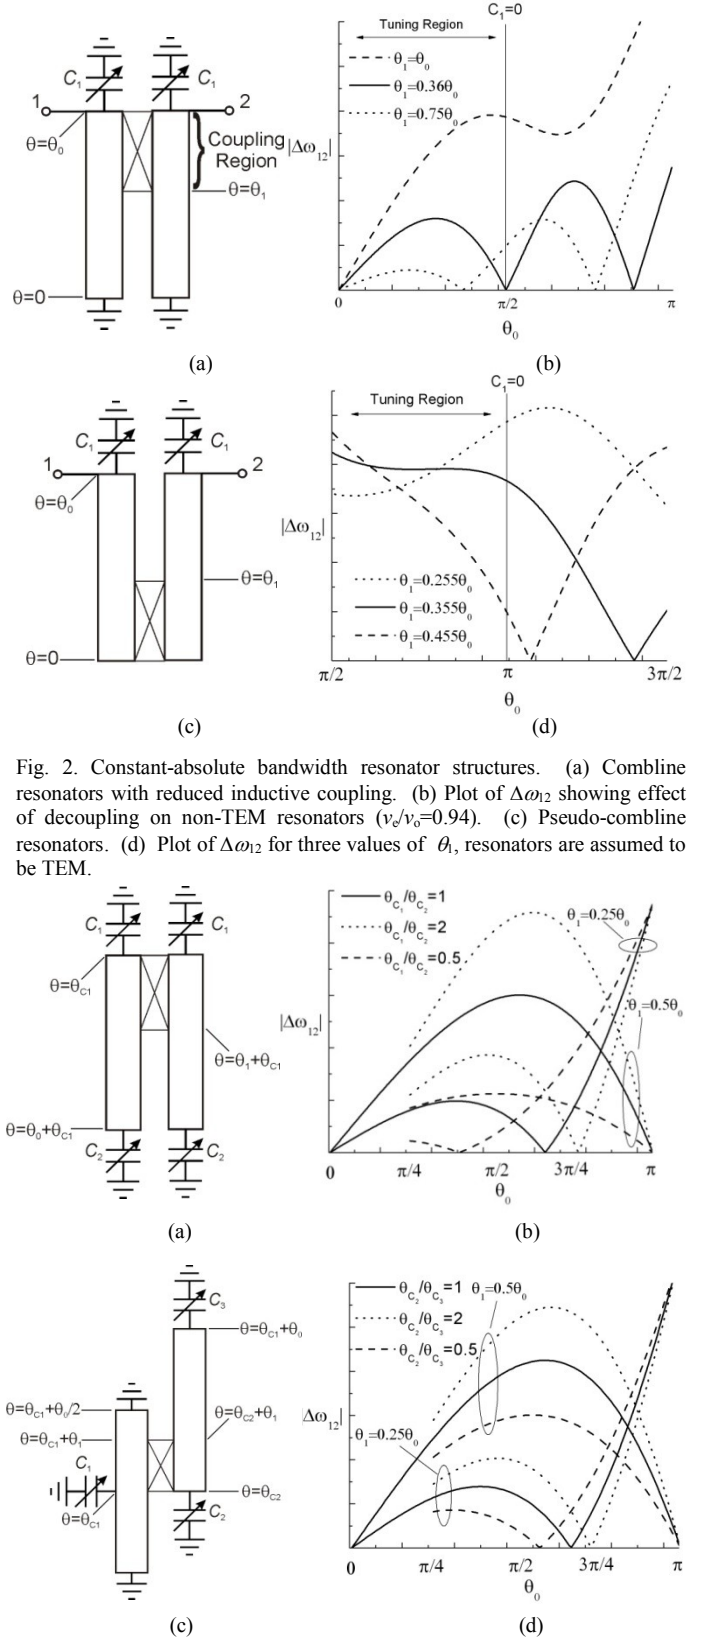 C₁
C₁
1
2
θ=θ₀
Coupling
Region
θ=θ₁
θ=0
(a)
C₁=0
Tuning Region
θ₁=θ₀
θ₁=0.36θ₀
θ₁=0.75θ₀
|Δω₁₂|
0
π/2
π
θ₀
(b)
C₁
C₁
1
2
θ=θ₀
θ=θ₁
θ=0
(c)
C₁=0
Tuning Region
|Δω₁₂|
θ₁=0.255θ₀
θ₁=0.355θ₀
θ₁=0.455θ₀
π/2
π
3π/2
θ₀
(d)
Fig. 2. Constant-absolute bandwidth resonator structures. (a) Combline
resonators with reduced inductive coupling. (b) Plot of Δω₁₂ showing effect
of decoupling on non-TEM resonators (vₑ/vₒ=0.94). (c) Pseudo-combline
resonators. (d) Plot of Δω₁₂ for three values of θ₁, resonators are assumed to
be TEM.
C₁
C₁
θ=θC1
θ=θ₁+θC1
θ=θ₀+θC1
C₂
C₂
(a)
θC₁/θC₂=1
θC₁/θC₂=2
θC₁/θC₂=0.5
θ₁=0.25θ₀
θ₁=0.5θ₀
|Δω₁₂|
0
π/4
π/2
3π/4
π
θ₀
(b)
C₃
θ=θC1+θ₀
θ=θC1+θ₀/2
θ=θC2+θ₁
θ=θC1+θ₁
C₁
θ=θC1
θ=θC2
C₂
(c)
θC₂/θC₃=1
θ₁=0.5θ₀
θC₂/θC₃=2
θC₂/θC₃=0.5
Δω₁₂|
θ₁=0.25θ₀
0
π/4
π/2
3π/4
π
θ₀
(d)